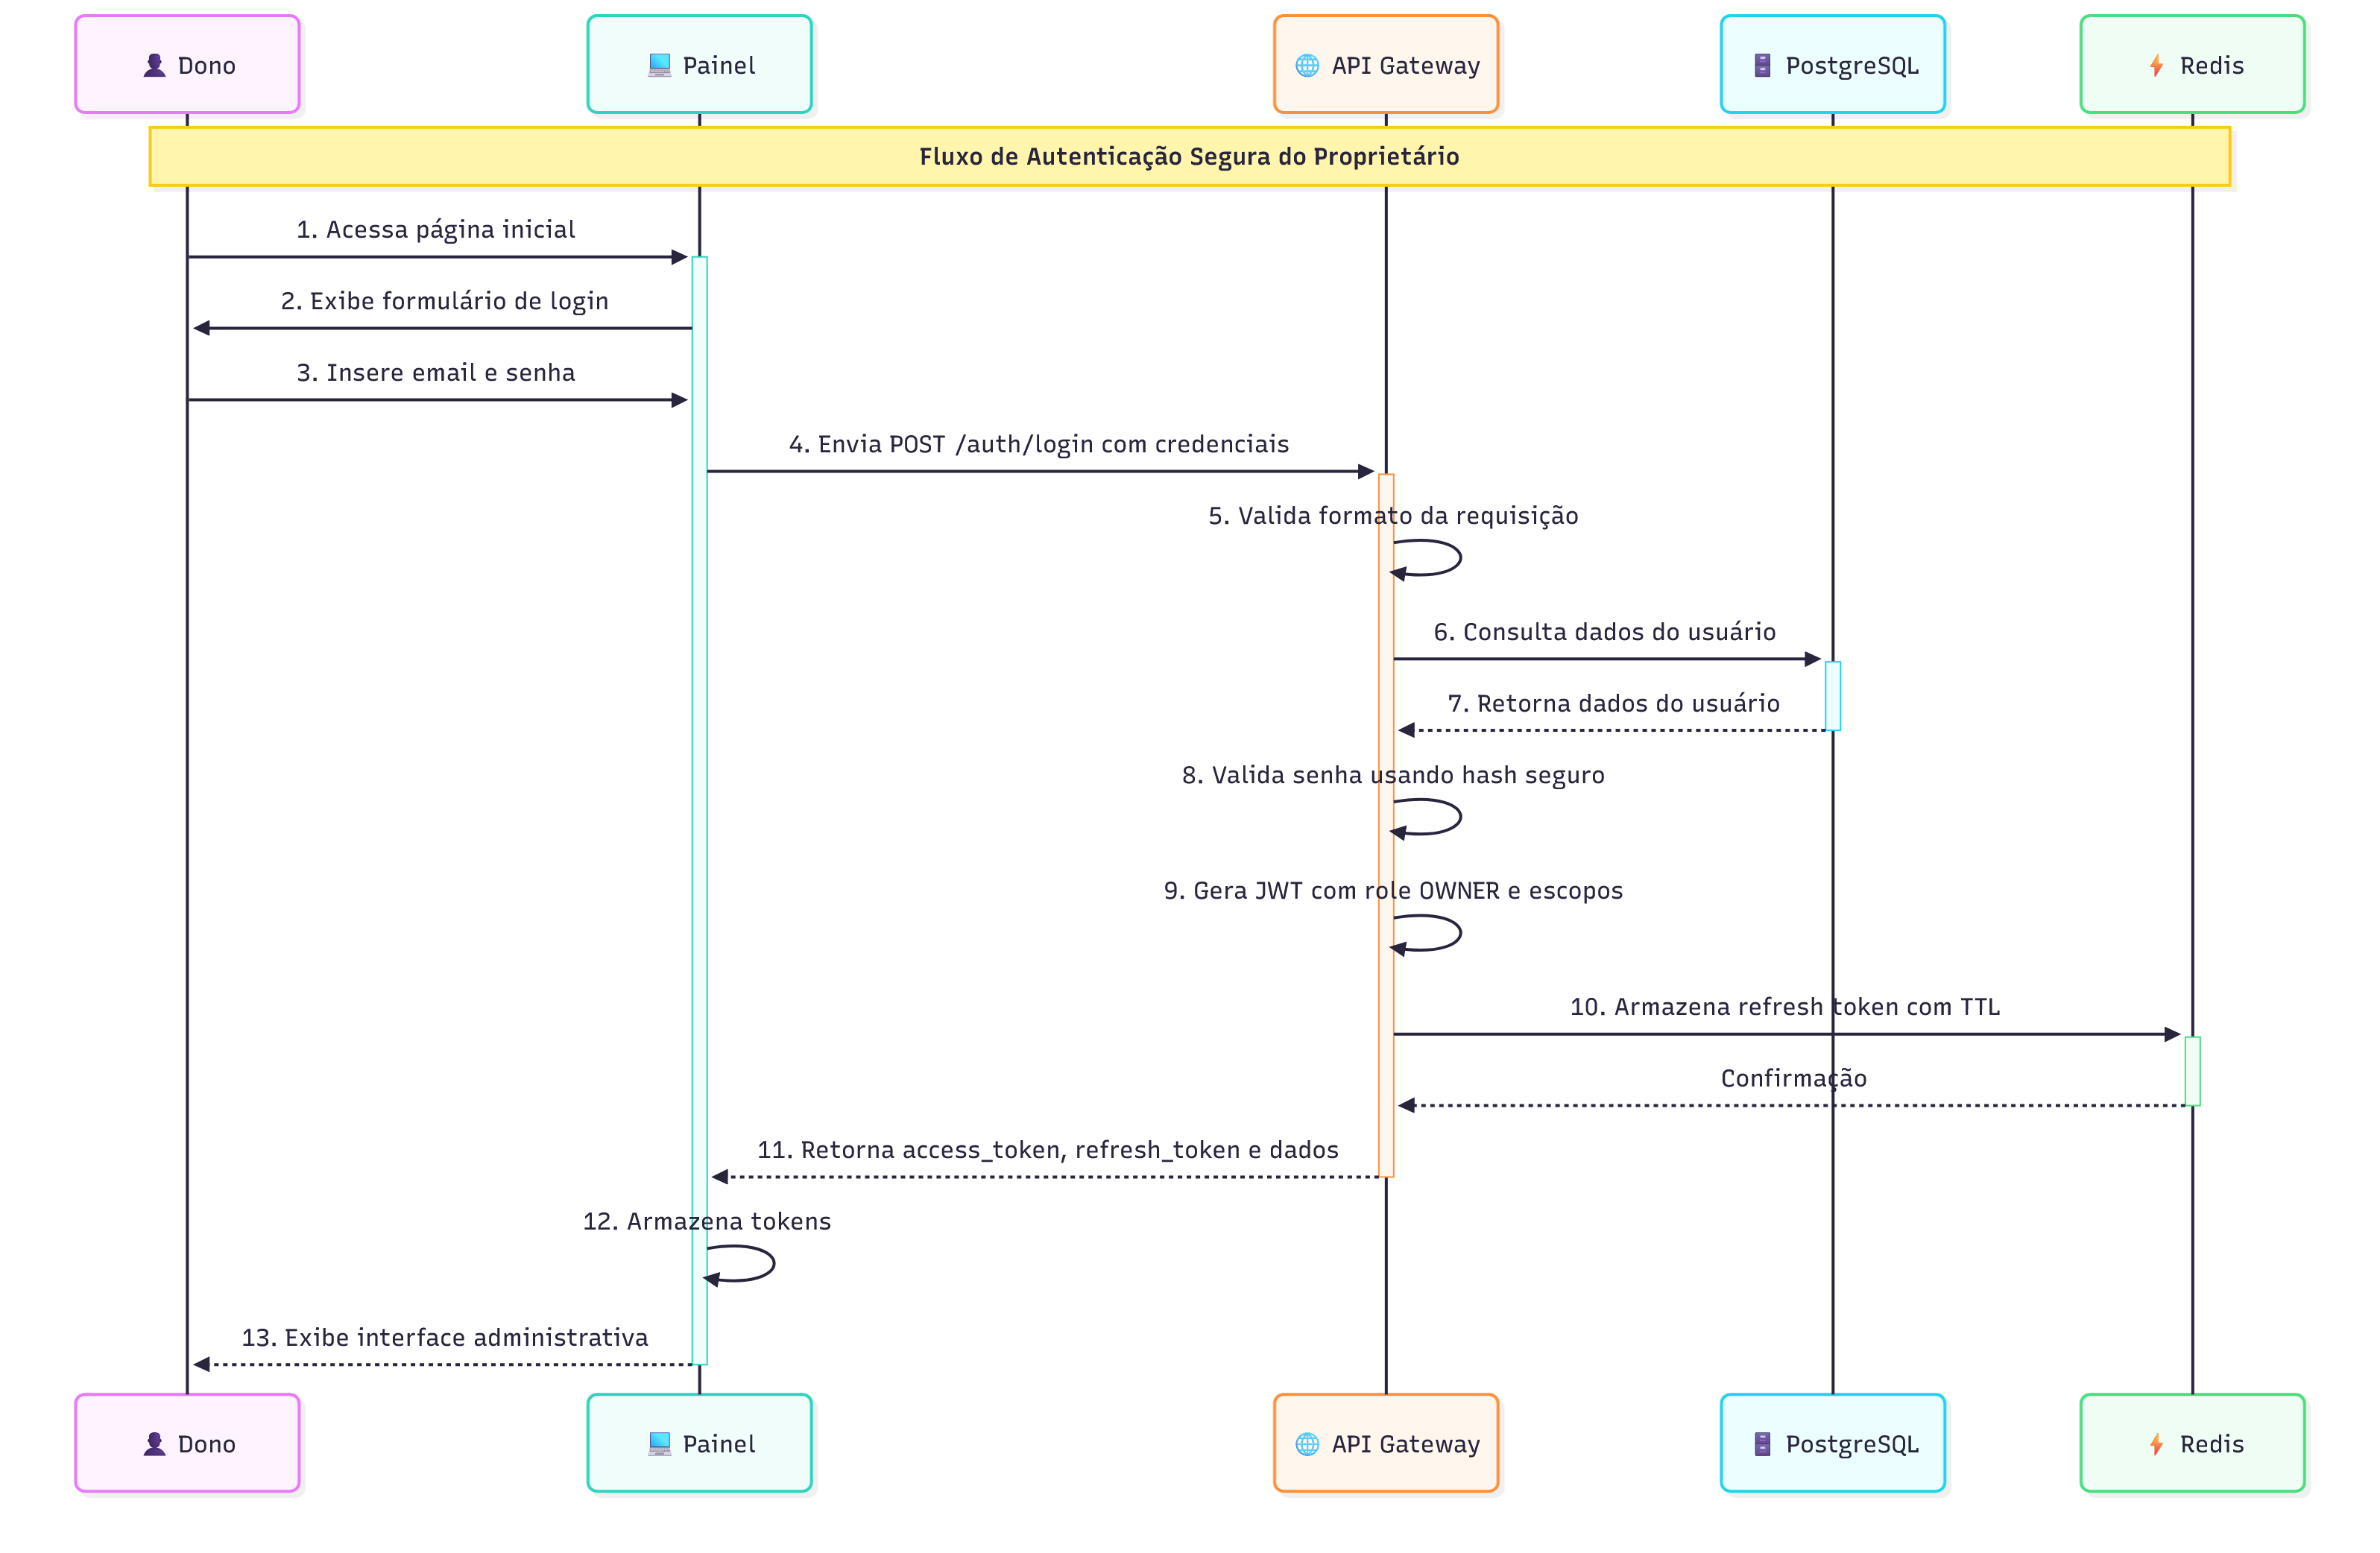 Dono
Painel
API Gateway
PostgreSQL
Redis
Fluxo de Autenticação Segura do Proprietário
1. Acessa página inicial
2. Exibe formulário de login
3. Insere email e senha
4. Envia POST /auth/login com credenciais
5. Valida formato da requisição
6. Consulta dados do usuário
7. Retorna dados do usuário
8. Valida senha usando hash seguro
9. Gera JWT com role OWNER e escopos
10. Armazena refresh token com TTL
Confirmação
11. Retorna access_token, refresh_token e dados
12. Armazena tokens
13. Exibe interface administrativa
Dono
Painel
API Gateway
PostgreSQL
Redis